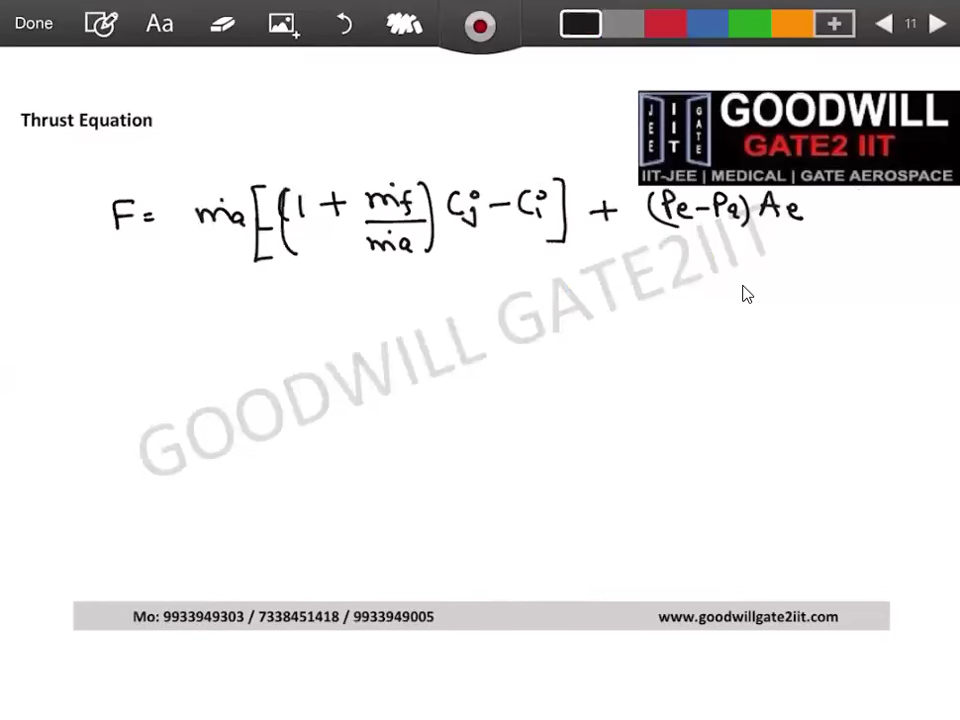 Done Aa 11
Thrust Equation
JEE IIT GATE
GOODWILL
GATE2 IIT
IIT-JEE | MEDICAL | GATE AEROSPACE
F = ṁa [(1 + ṁf/ṁa) Cj - Ci] + (Pe-Pa) Ae
GOODWILL GATE2IIT
Mo: 9933949303 / 7338451418 / 9933949005 www.goodwillgate2iit.com